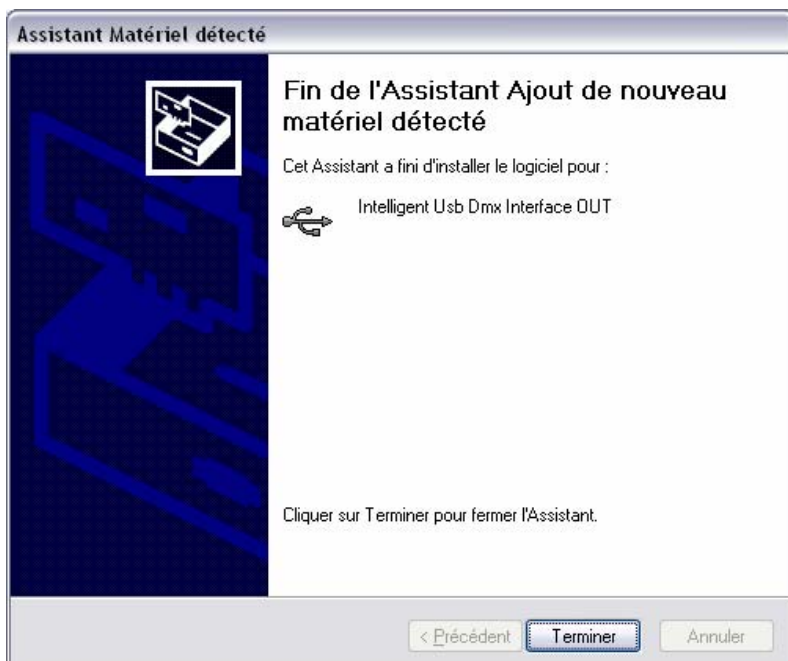 Assistant Matériel détecté
Fin de l'Assistant Ajout de nouveau
matériel détecté
Cet Assistant a fini d'installer le logiciel pour :
Intelligent Usb Dmx Interface OUT
Cliquer sur Terminer pour fermer l'Assistant.
< Précédent
Terminer
Annuler